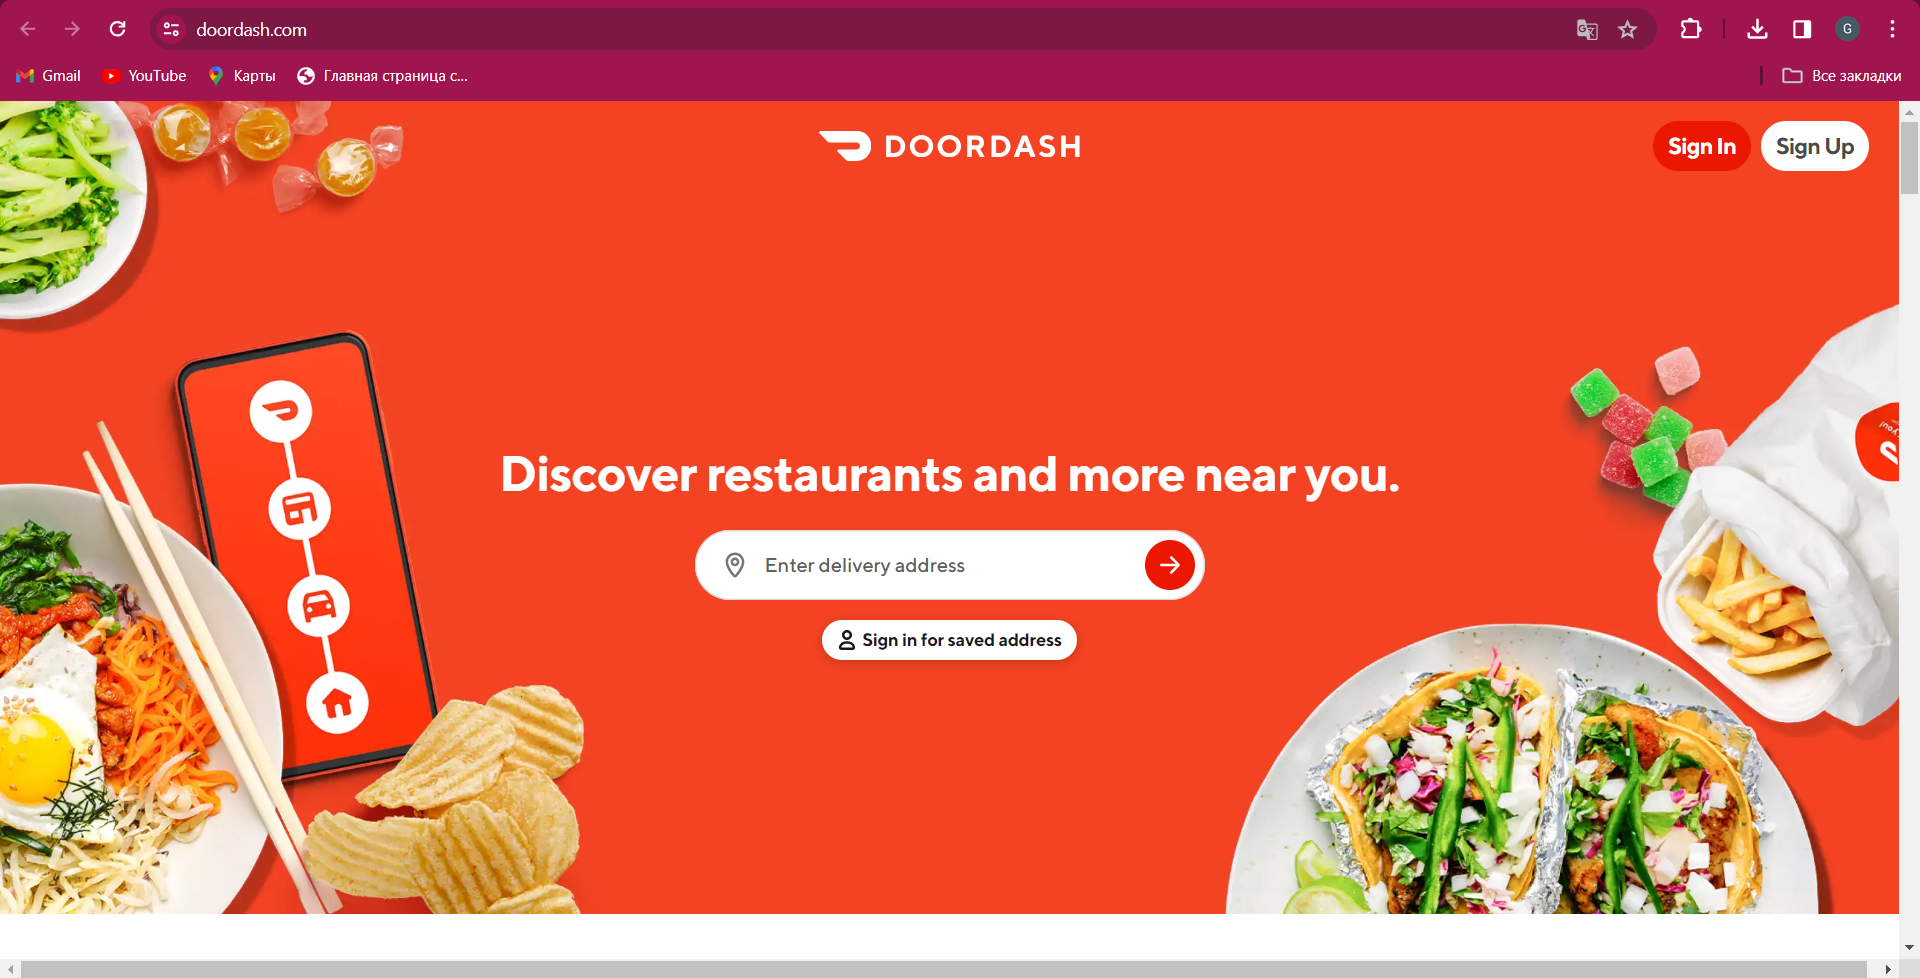 doordash.com
G
Gmail
YouTube
Карты
Главная страница с...
Все закладки
DOORDASH
Sign In
Sign Up
Discover restaurants and more near you.
Enter delivery address
Sign in for saved address
you!